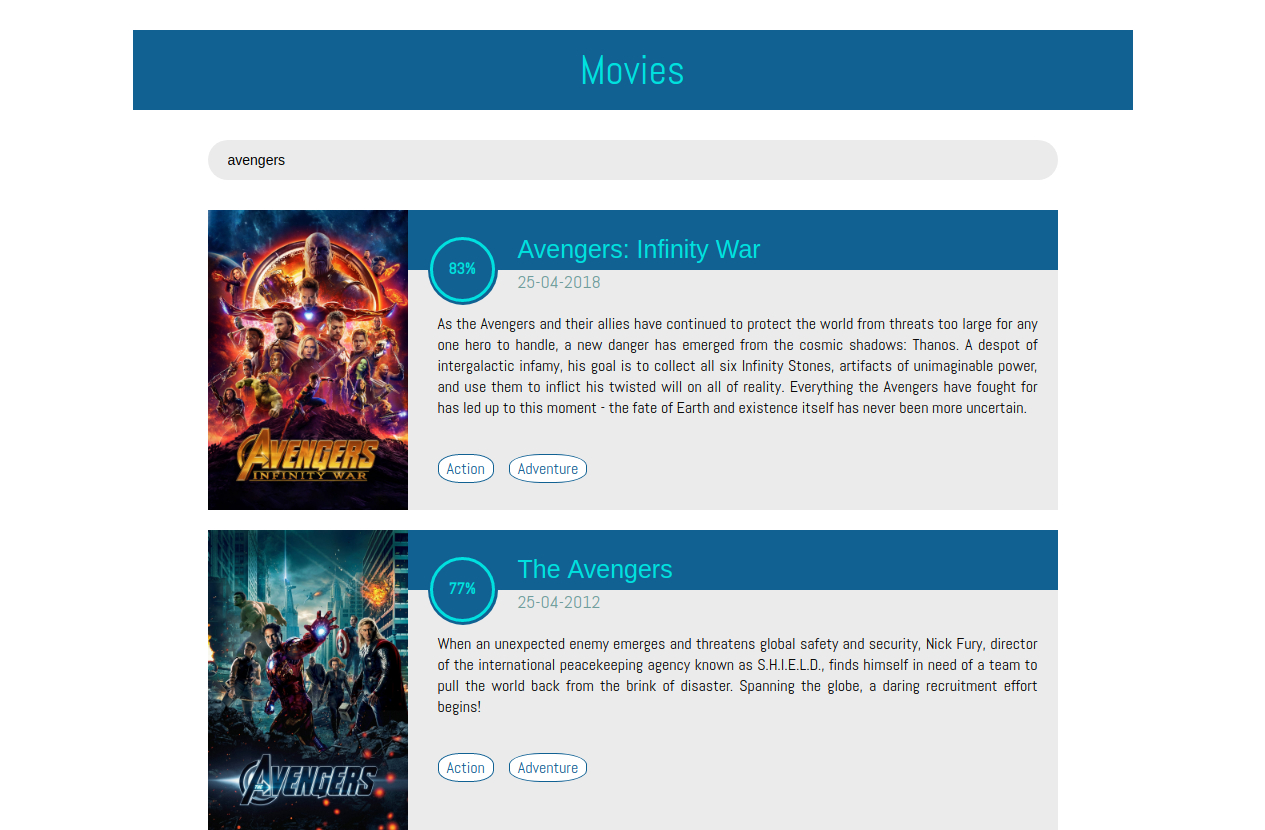 Movies
avengers
83%
Avengers: Infinity War
25-04-2018
As the Avengers and their allies have continued to protect the world from threats too large for any
one hero to handle, a new danger has emerged from the cosmic shadows: Thanos. A despot of
intergalactic infamy, his goal is to collect all six Infinity Stones, artifacts of unimaginable power,
and use them to inflict his twisted will on all of reality. Everything the Avengers have fought for
has led up to this moment - the fate of Earth and existence itself has never been more uncertain.
AVENGERS
INFINITY WAR
Action
Adventure
77%
The Avengers
25-04-2012
When an unexpected enemy emerges and threatens global safety and security, Nick Fury, director
of the international peacekeeping agency known as S.H.I.E.L.D., finds himself in need of a team to
pull the world back from the brink of disaster. Spanning the globe, a daring recruitment effort
begins!
THE AVENGERS
Action
Adventure